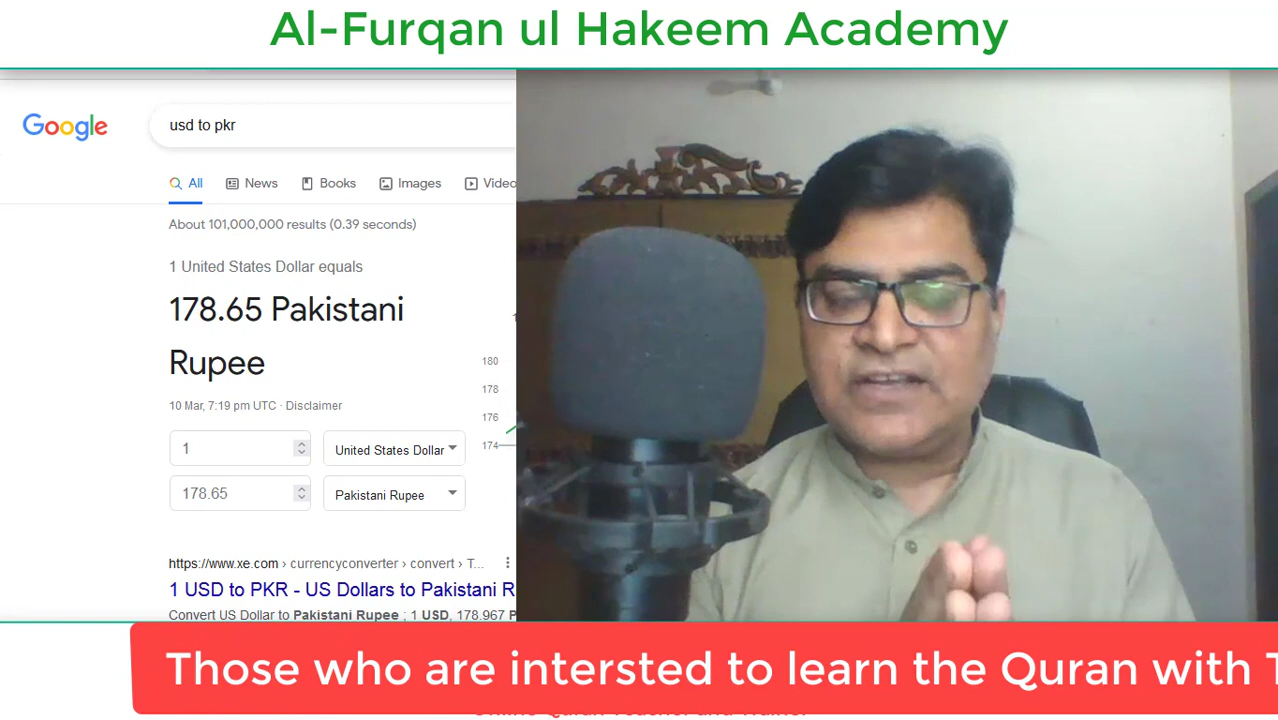 Al-Furqan ul Hakeem Academy
Google
usd to pkr
All News Books Images Video
About 101,000,000 results (0.39 seconds)
1 United States Dollar equals
178.65 Pakistani
Rupee
10 Mar, 7:19 pm UTC · Disclaimer
1 United States Dollar
178.65 Pakistani Rupee
180
178
176
174
https://www.xe.com › currencyconverter › convert › T...
1 USD to PKR - US Dollars to Pakistani R
Convert US Dollar to Pakistani Rupee ; 1 USD, 178.967 P
Those who are intersted to learn the Quran with T